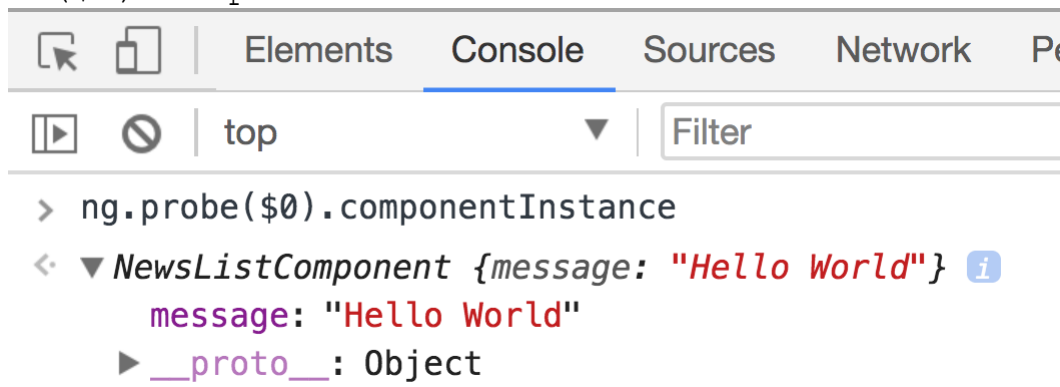 Elements Console Sources Network
top Filter
> ng.probe($0).componentInstance
<· ▼ NewsListComponent {message: "Hello World"} i
message: "Hello World"
▶ __proto__: Object